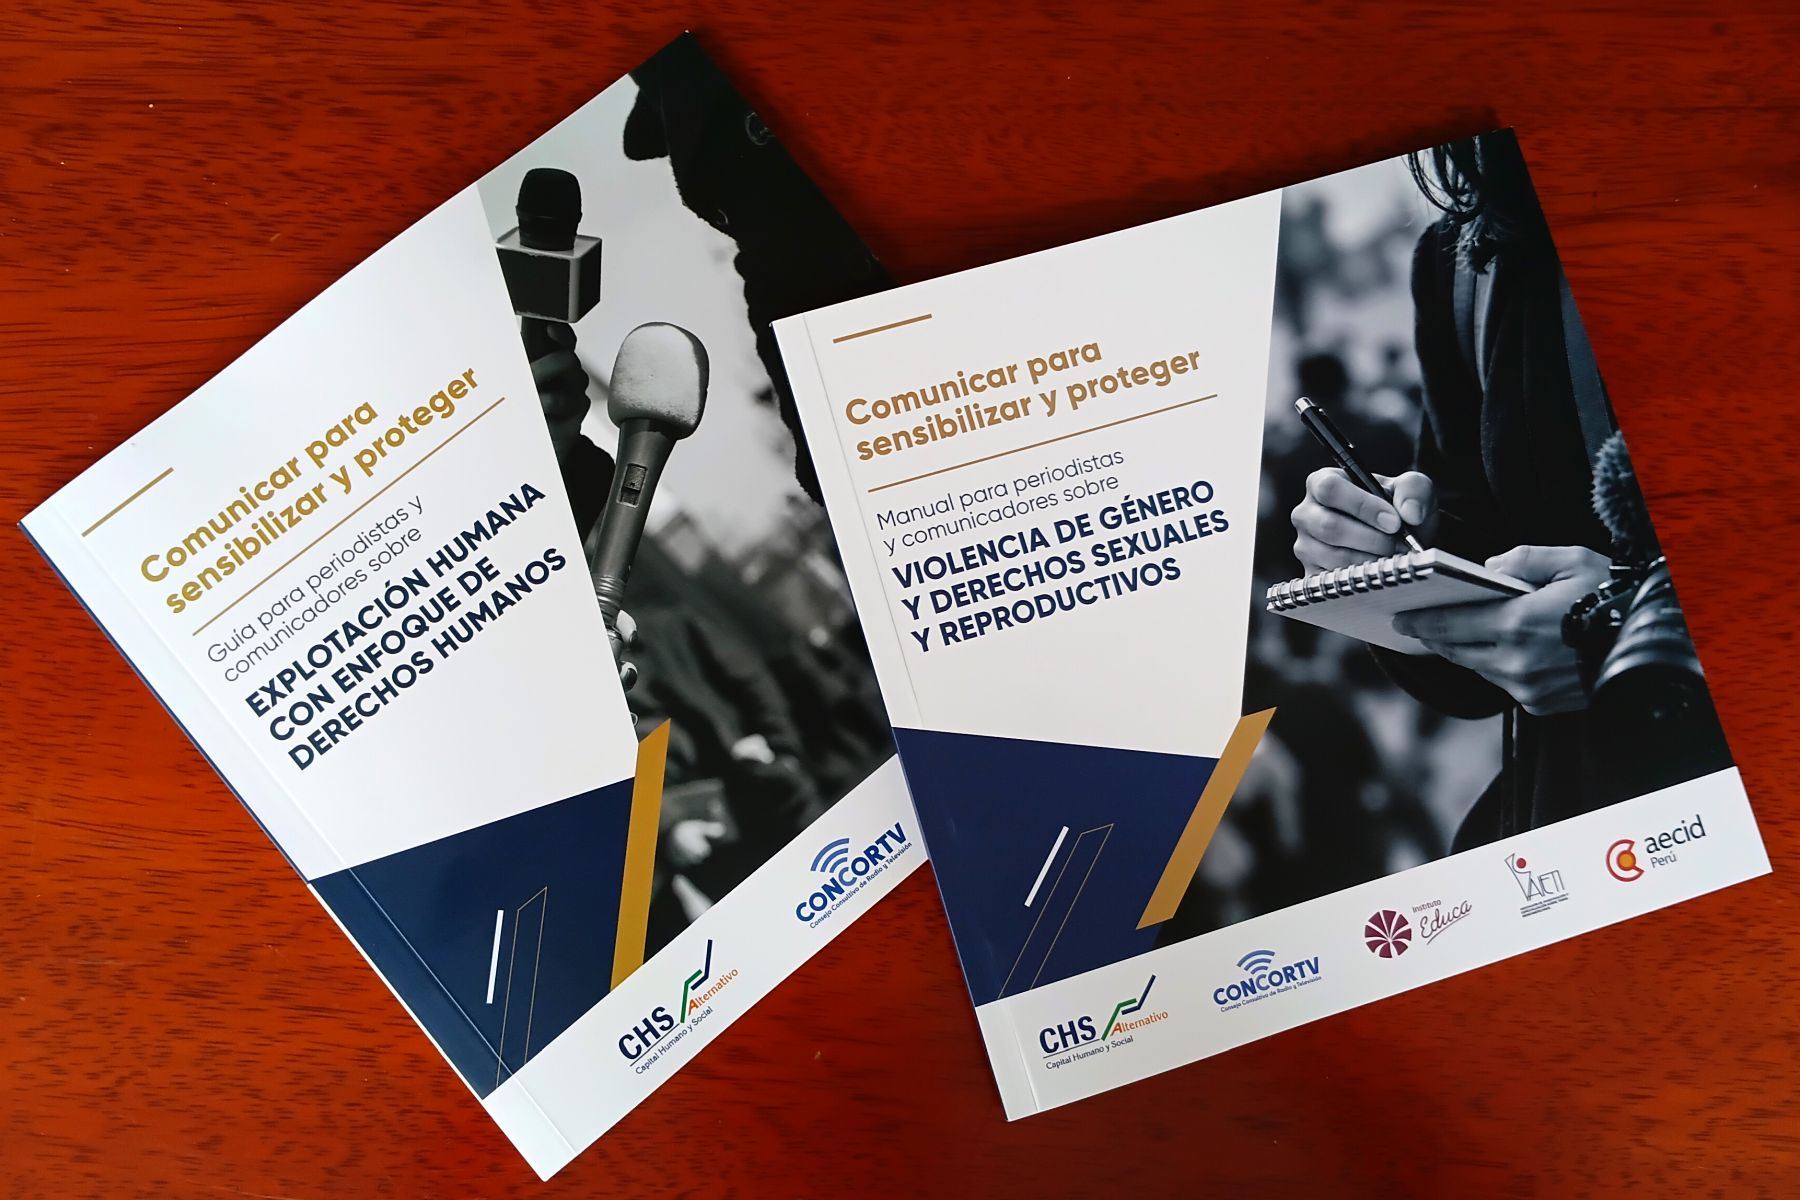 Comunicar para
sensibilizar y proteger
Guía para periodistas y
comunicadores sobre
EXPLOTACIÓN HUMANA
CON ENFOQUE DE
DERECHOS HUMANOS
CHS
Alternativo
Capital Humano y Social
CONCORTV
Consejo Consultivo de Radio y Televisión
Comunicar para
sensibilizar y proteger
Manual para periodistas
y comunicadores sobre
VIOLENCIA DE GÉNERO
Y DERECHOS SEXUALES
Y REPRODUCTIVOS
CHS
Alternativo
Capital Humano y Social
CONCORTV
Consejo Consultivo de Radio y Televisión
Instituto
Educa
AIETI
aecid
Perú